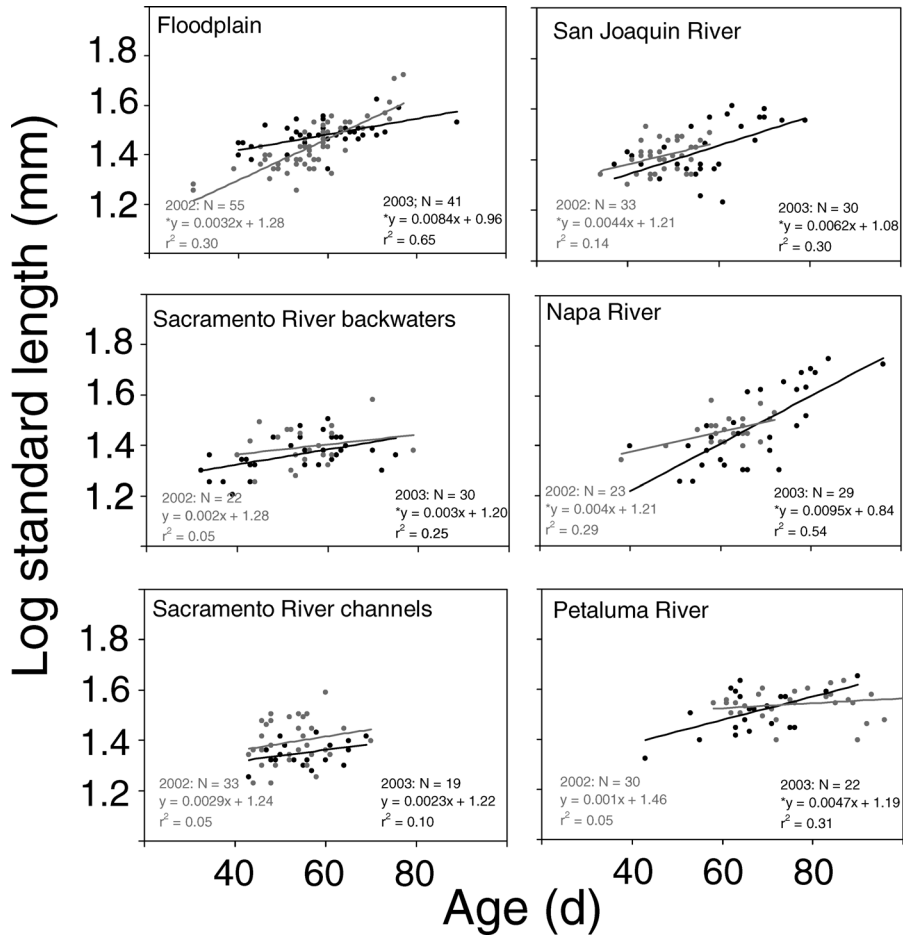 Log standard length (mm)
Floodplain
1.8
1.6
1.4
1.2
2002: N = 55
*y = 0.0032x + 1.28
r² = 0.30
2003; N = 41
*y = 0.0084x + 0.96
r² = 0.65
San Joaquin River
2002: N = 33
*y = 0.0044x + 1.21
r² = 0.14
2003: N = 30
*y = 0.0062x + 1.08
r² = 0.30
Sacramento River backwaters
1.8
1.6
1.4
1.2
2002: N = 22
y = 0.002x + 1.28
r² = 0.05
2003: N = 30
*y = 0.003x + 1.20
r² = 0.25
Napa River
2002: N = 23
*y = 0.004x + 1.21
r² = 0.29
2003: N = 29
*y = 0.0095x + 0.84
r² = 0.54
Sacramento River channels
1.8
1.6
1.4
1.2
2002: N = 33
y = 0.0029x + 1.24
r² = 0.05
2003: N = 19
y = 0.0023x + 1.22
r² = 0.10
Petaluma River
2002: N = 30
y = 0.001x + 1.46
r² = 0.05
2003: N = 22
*y = 0.0047x + 1.19
r² = 0.31
40 60 80
40 60 80
Age (d)